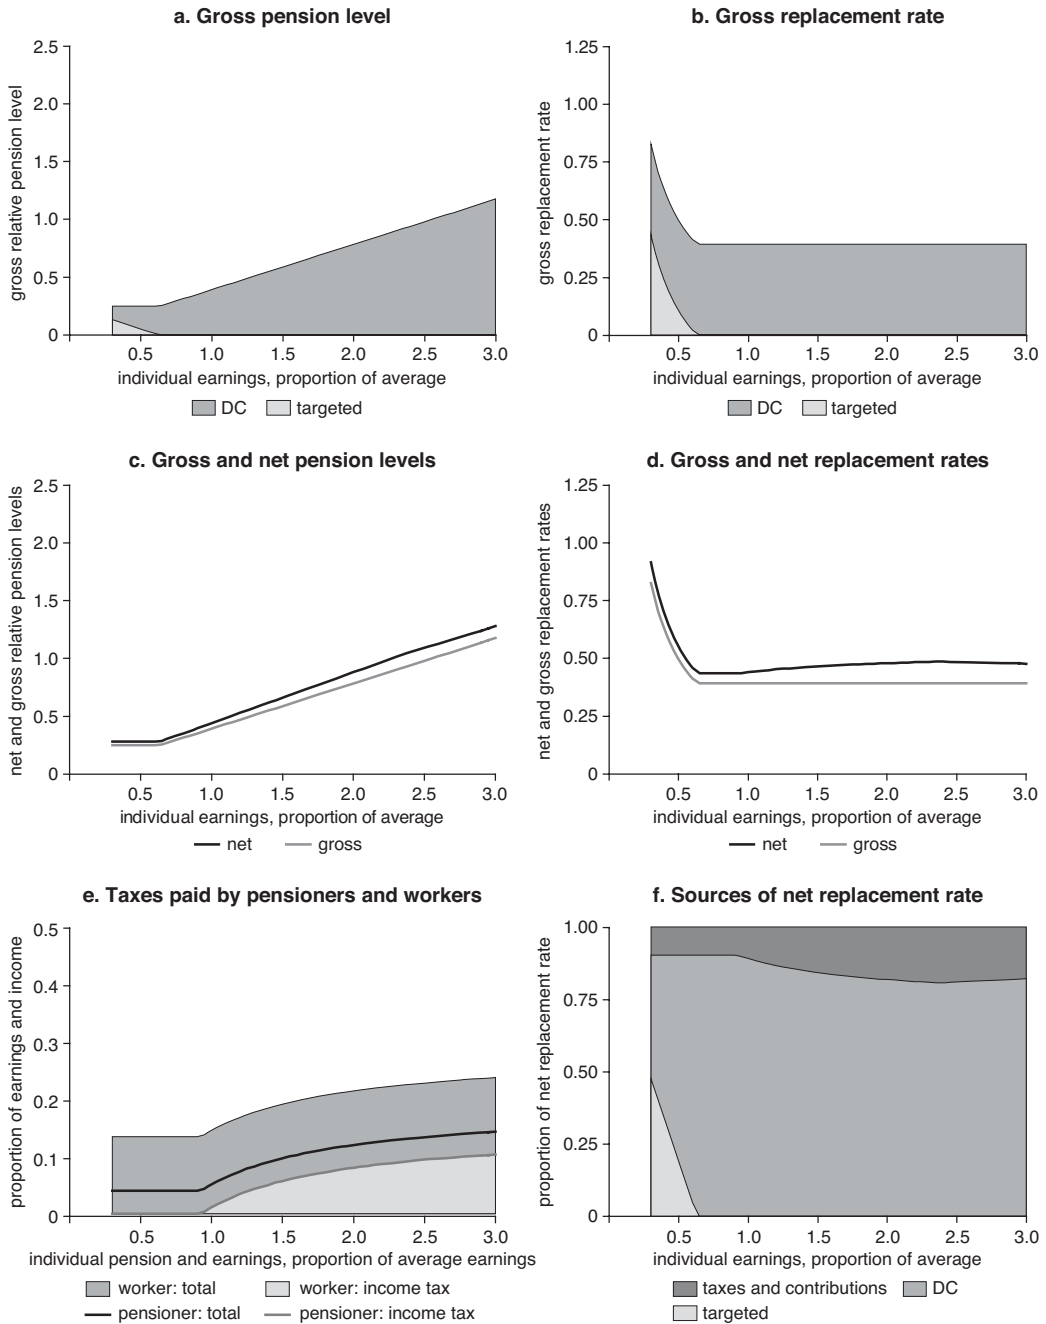 a. Gross pension level
gross relative pension level
2.5
2.0
1.5
1.0
0.5
0
0.5 1.0 1.5 2.0 2.5 3.0
individual earnings, proportion of average
DC targeted
b. Gross replacement rate
gross replacement rate
1.25
1.00
0.75
0.50
0.25
0
0.5 1.0 1.5 2.0 2.5 3.0
individual earnings, proportion of average
DC targeted
c. Gross and net pension levels
net and gross relative pension levels
2.5
2.0
1.5
1.0
0.5
0
0.5 1.0 1.5 2.0 2.5 3.0
individual earnings, proportion of average
net gross
d. Gross and net replacement rates
net and gross replacement rates
1.25
1.00
0.75
0.50
0.25
0
0.5 1.0 1.5 2.0 2.5 3.0
individual earnings, proportion of average
net gross
e. Taxes paid by pensioners and workers
proportion of earnings and income
0.5
0.4
0.3
0.2
0.1
0
0.5 1.0 1.5 2.0 2.5 3.0
individual pension and earnings, proportion of average earnings
worker: total worker: income tax
pensioner: total pensioner: income tax
f. Sources of net replacement rate
proportion of net replacement rate
1.00
0.75
0.50
0.25
0
0.5 1.0 1.5 2.0 2.5 3.0
individual earnings, proportion of average
taxes and contributions DC
targeted